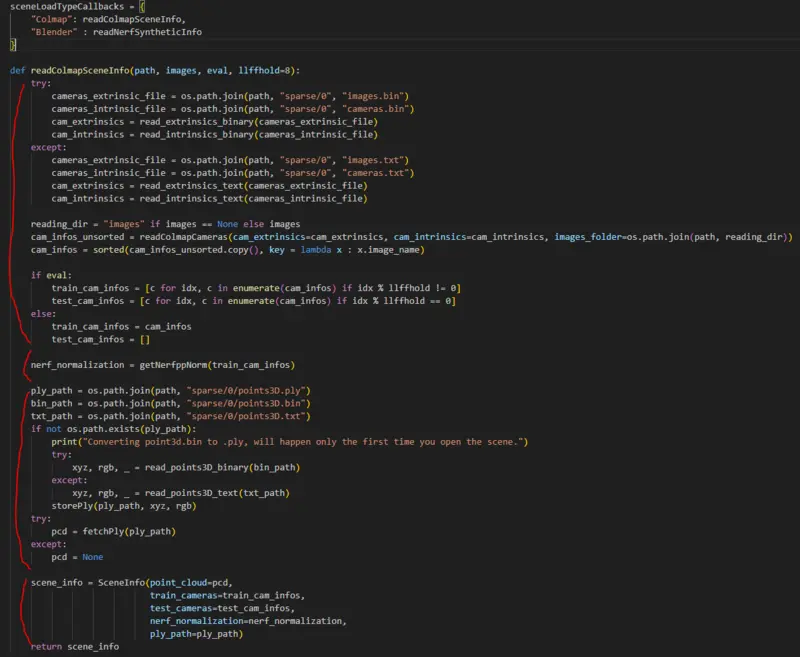 sceneLoadTypeCallbacks = {
    "Colmap": readColmapSceneInfo,
    "Blender" : readNerfSyntheticInfo
}
def readColmapSceneInfo(path, images, eval, llffhold=8):
    try:
        cameras_extrinsic_file = os.path.join(path, "sparse/0", "images.bin")
        cameras_intrinsic_file = os.path.join(path, "sparse/0", "cameras.bin")
        cam_extrinsics = read_extrinsics_binary(cameras_extrinsic_file)
        cam_intrinsics = read_intrinsics_binary(cameras_intrinsic_file)
    except:
        cameras_extrinsic_file = os.path.join(path, "sparse/0", "images.txt")
        cameras_intrinsic_file = os.path.join(path, "sparse/0", "cameras.txt")
        cam_extrinsics = read_extrinsics_text(cameras_extrinsic_file)
        cam_intrinsics = read_intrinsics_text(cameras_intrinsic_file)
    reading_dir = "images" if images == None else images
    cam_infos_unsorted = readColmapCameras(cam_extrinsics=cam_extrinsics, cam_intrinsics=cam_intrinsics, images_folder=os.path.join(path, reading_dir))
    cam_infos = sorted(cam_infos_unsorted.copy(), key = lambda x : x.image_name)
    if eval:
        train_cam_infos = [c for idx, c in enumerate(cam_infos) if idx % llffhold != 0]
        test_cam_infos = [c for idx, c in enumerate(cam_infos) if idx % llffhold == 0]
    else:
        train_cam_infos = cam_infos
        test_cam_infos = []
    nerf_normalization = getNerfppNorm(train_cam_infos)
    ply_path = os.path.join(path, "sparse/0/points3D.ply")
    bin_path = os.path.join(path, "sparse/0/points3D.bin")
    txt_path = os.path.join(path, "sparse/0/points3D.txt")
    if not os.path.exists(ply_path):
        print("Converting point3d.bin to .ply, will happen only the first time you open the scene.")
        try:
            xyz, rgb, _ = read_points3D_binary(bin_path)
        except:
            xyz, rgb, _ = read_points3D_text(txt_path)
        storePly(ply_path, xyz, rgb)
    try:
        pcd = fetchPly(ply_path)
    except:
        pcd = None
    scene_info = SceneInfo(point_cloud=pcd,
                           train_cameras=train_cam_infos,
                           test_cameras=test_cam_infos,
                           nerf_normalization=nerf_normalization,
                           ply_path=ply_path)
    return scene_info